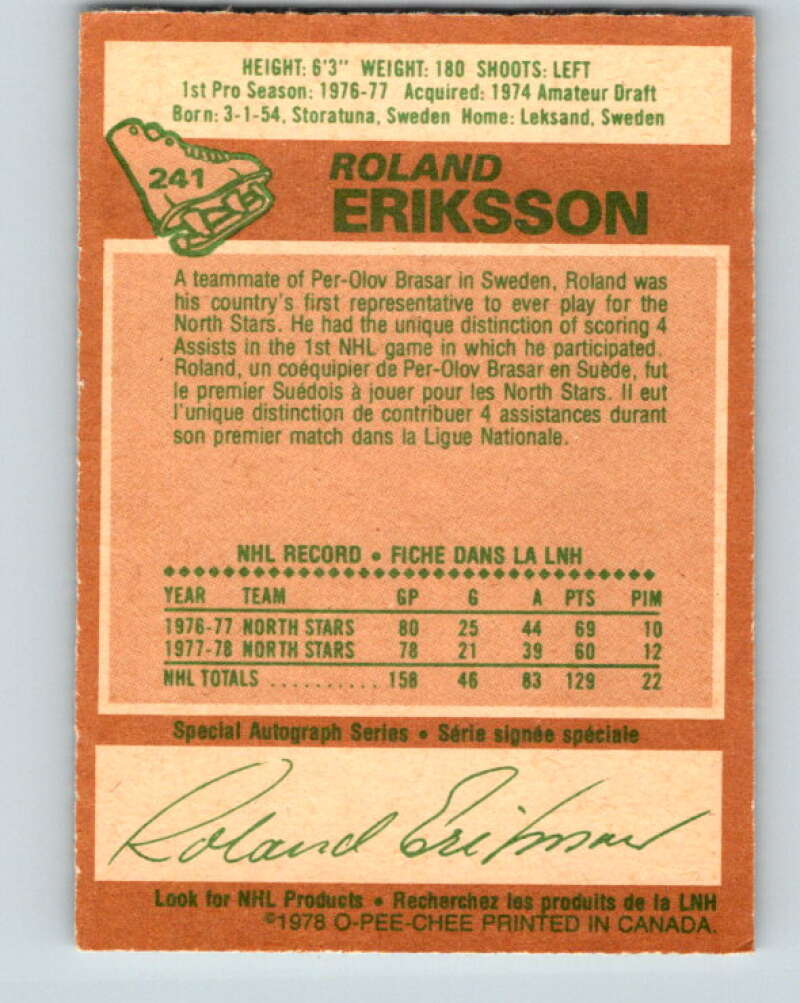 HEIGHT: 6'3" WEIGHT: 180 SHOOTS: LEFT
1st Pro Season: 1976-77 Acquired: 1974 Amateur Draft
Born: 3-1-54, Storatuna, Sweden Home: Leksand, Sweden
241
ROLAND
ERIKSSON
A teammate of Per-Olov Brasar in Sweden, Roland was
his country's first representative to ever play for the
North Stars. He had the unique distinction of scoring 4
Assists in the 1st NHL game in which he participated.
Roland, un coéquipier de Per-Olov Brasar en Suède, fut
le premier Suédois à jouer pour les North Stars. Il eut
l'unique distinction de contribuer 4 assistances durant
son premier match dans la Ligue Nationale.
NHL RECORD • FICHE DANS LA LNH
YEAR TEAM GP G A PTS PIM
1976-77 NORTH STARS 80 25 44 69 10
1977-78 NORTH STARS 78 21 39 60 12
NHL TOTALS .......... 158 46 83 129 22
Special Autograph Series • Série signée spéciale
Roland Eriksson
Look for NHL Products • Recherchez les produits de la LNH
©1978 O-PEE-CHEE PRINTED IN CANADA.